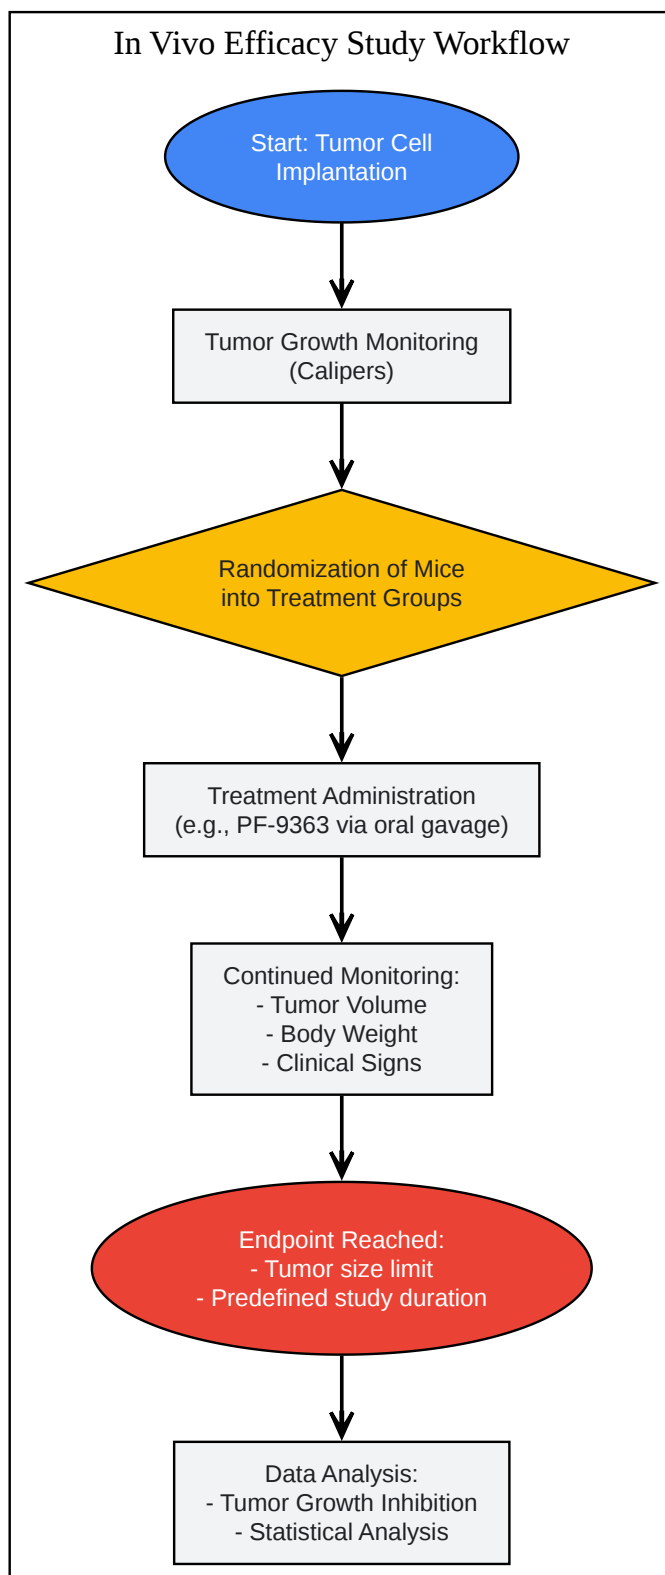 In Vivo Efficacy Study Workflow
Start: Tumor Cell
Implantation
Tumor Growth Monitoring
(Calipers)
Randomization of Mice
into Treatment Groups
Treatment Administration
(e.g., PF-9363 via oral gavage)
Continued Monitoring:
- Tumor Volume
- Body Weight
- Clinical Signs
Endpoint Reached:
- Tumor size limit
- Predefined study duration
Data Analysis:
- Tumor Growth Inhibition
- Statistical Analysis